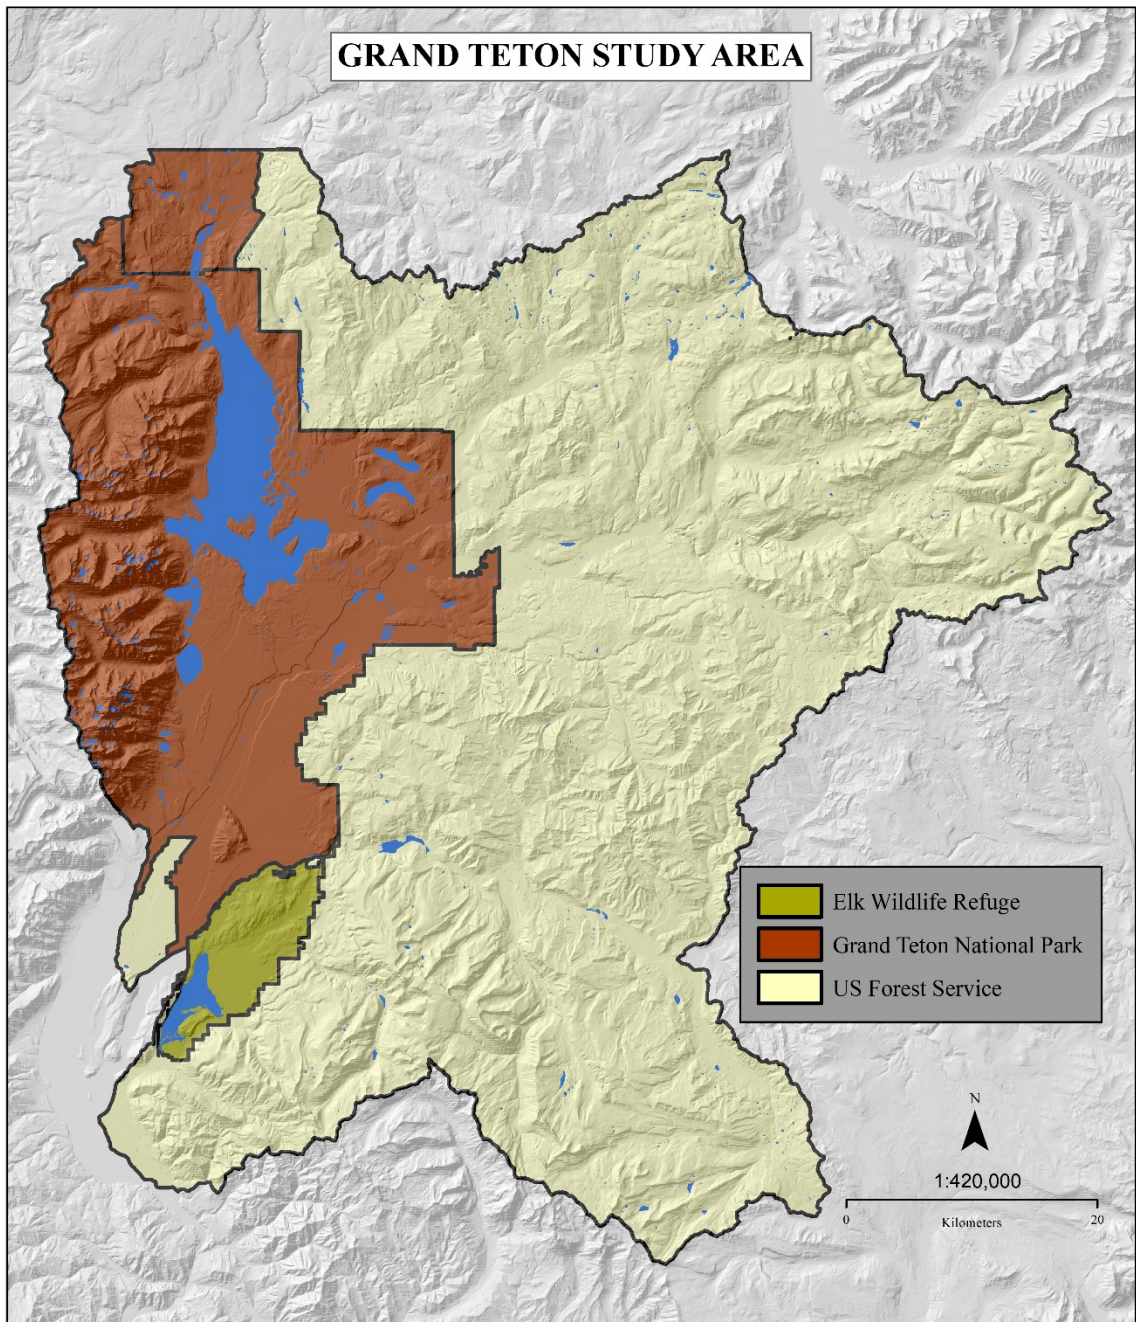 GRAND TETON STUDY AREA
Elk Wildlife Refuge
Grand Teton National Park
US Forest Service
N
1:420,000
0 20
Kilometers